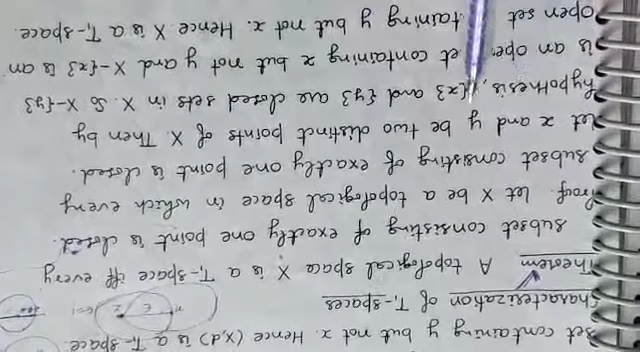 set containing y but not x. Hence (X,d) is a T₁-space.
Characterization of T₁-spaces
Theorem A topological space X is a T₁-space iff every
subset consisting of exactly one point is closed.
Proof. Let X be a topological space in which every
subset consisting of exactly one point is closed.
Let x and y be two distinct points of X. Then by
hypothesis, {x} and {y} are closed sets in X. So X-{y}
is an ope et containing x but not y and X-{x} is an
open set taining y but not x. Hence X is a T₁-space.